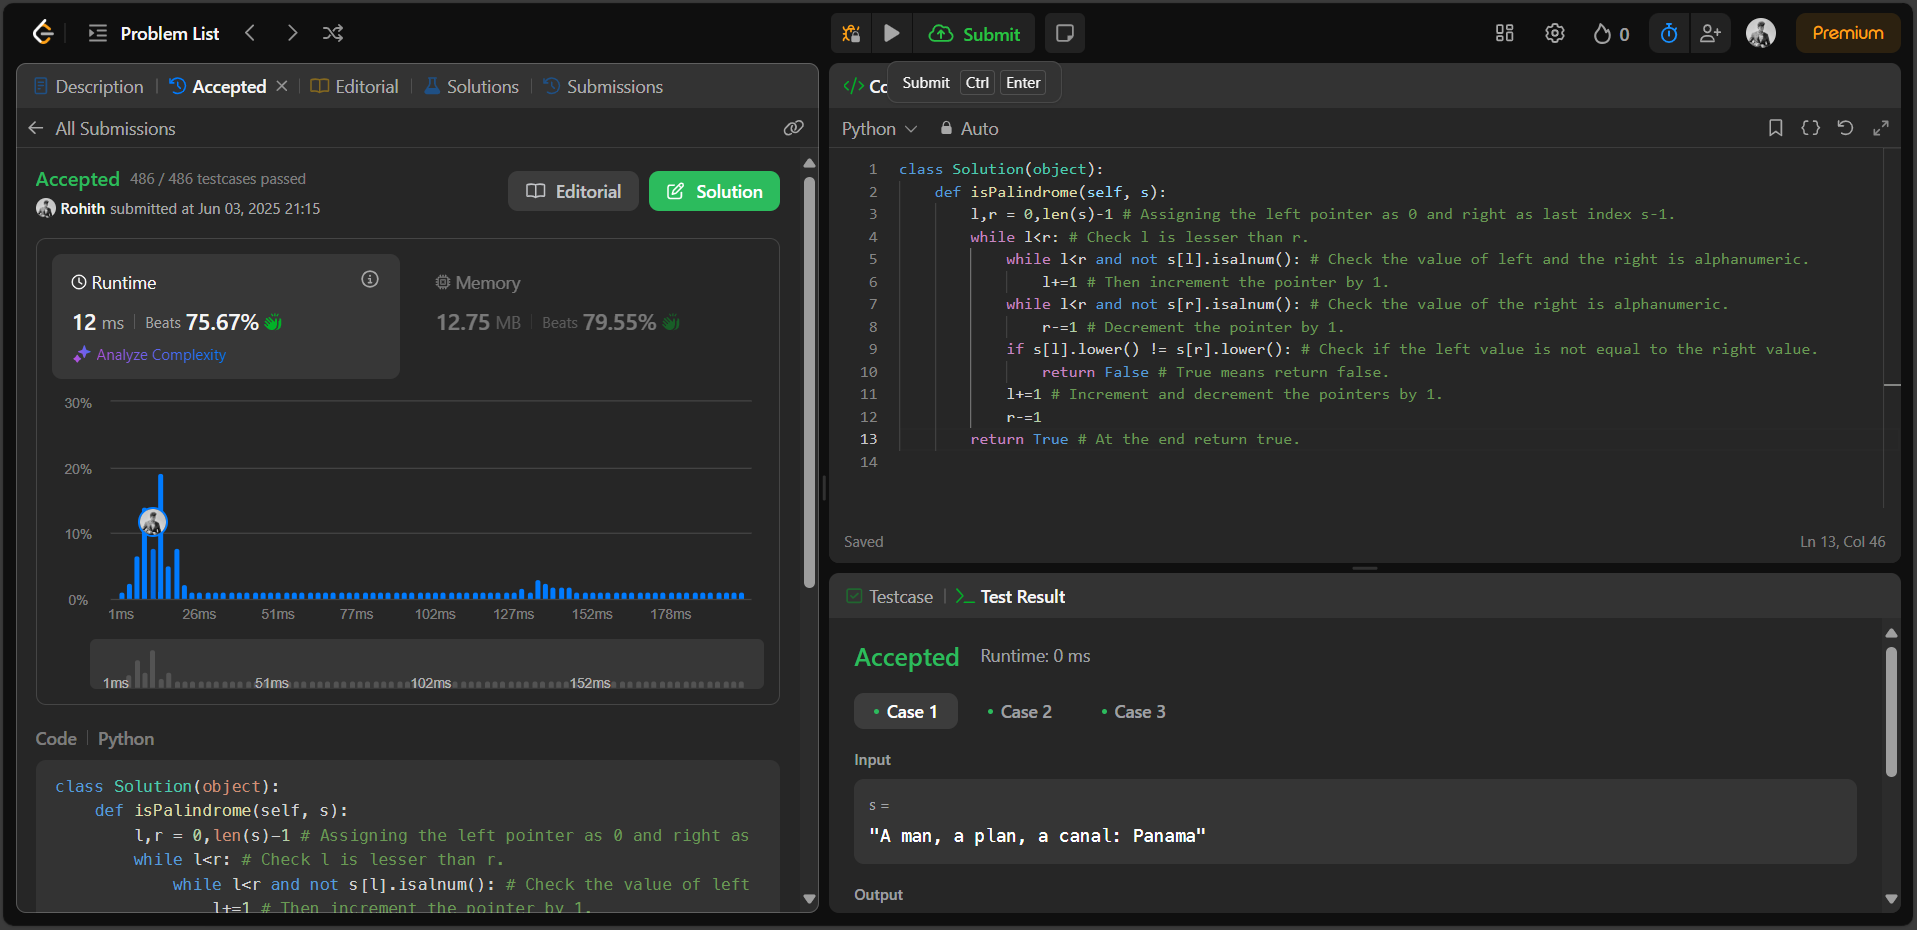 Problem List
Submit
0
Premium
Description
Accepted
Editorial
Solutions
Submissions
All Submissions
Accepted 486 / 486 testcases passed
Rohith submitted at Jun 03, 2025 21:15
Editorial
Solution
Runtime
12 ms Beats 75.67%
Analyze Complexity
Memory
12.75 MB Beats 79.55%
30%
20%
10%
0%
1ms 26ms 51ms 77ms 102ms 127ms 152ms 178ms
1ms 51ms 102ms 152ms
Code Python
class Solution(object):
def isPalindrome(self, s):
l,r = 0,len(s)-1 # Assigning the left pointer as 0 and right as
while l<r: # Check l is lesser than r.
while l<r and not s[l].isalnum(): # Check the value of left
l+=1 # Then increment the pointer by 1.
</> Co
Submit Ctrl Enter
Python Auto
1 class Solution(object):
2 def isPalindrome(self, s):
3 l,r = 0,len(s)-1 # Assigning the left pointer as 0 and right as last index s-1.
4 while l<r: # Check l is lesser than r.
5 while l<r and not s[l].isalnum(): # Check the value of left and the right is alphanumeric.
6 l+=1 # Then increment the pointer by 1.
7 while l<r and not s[r].isalnum(): # Check the value of the right is alphanumeric.
8 r-=1 # Decrement the pointer by 1.
9 if s[l].lower() != s[r].lower(): # Check if the left value is not equal to the right value.
10 return False # True means return false.
11 l+=1 # Increment and decrement the pointers by 1.
12 r-=1
13 return True # At the end return true.
14
Saved
Ln 13, Col 46
Testcase
Test Result
Accepted Runtime: 0 ms
Case 1
Case 2
Case 3
Input
s =
"A man, a plan, a canal: Panama"
Output